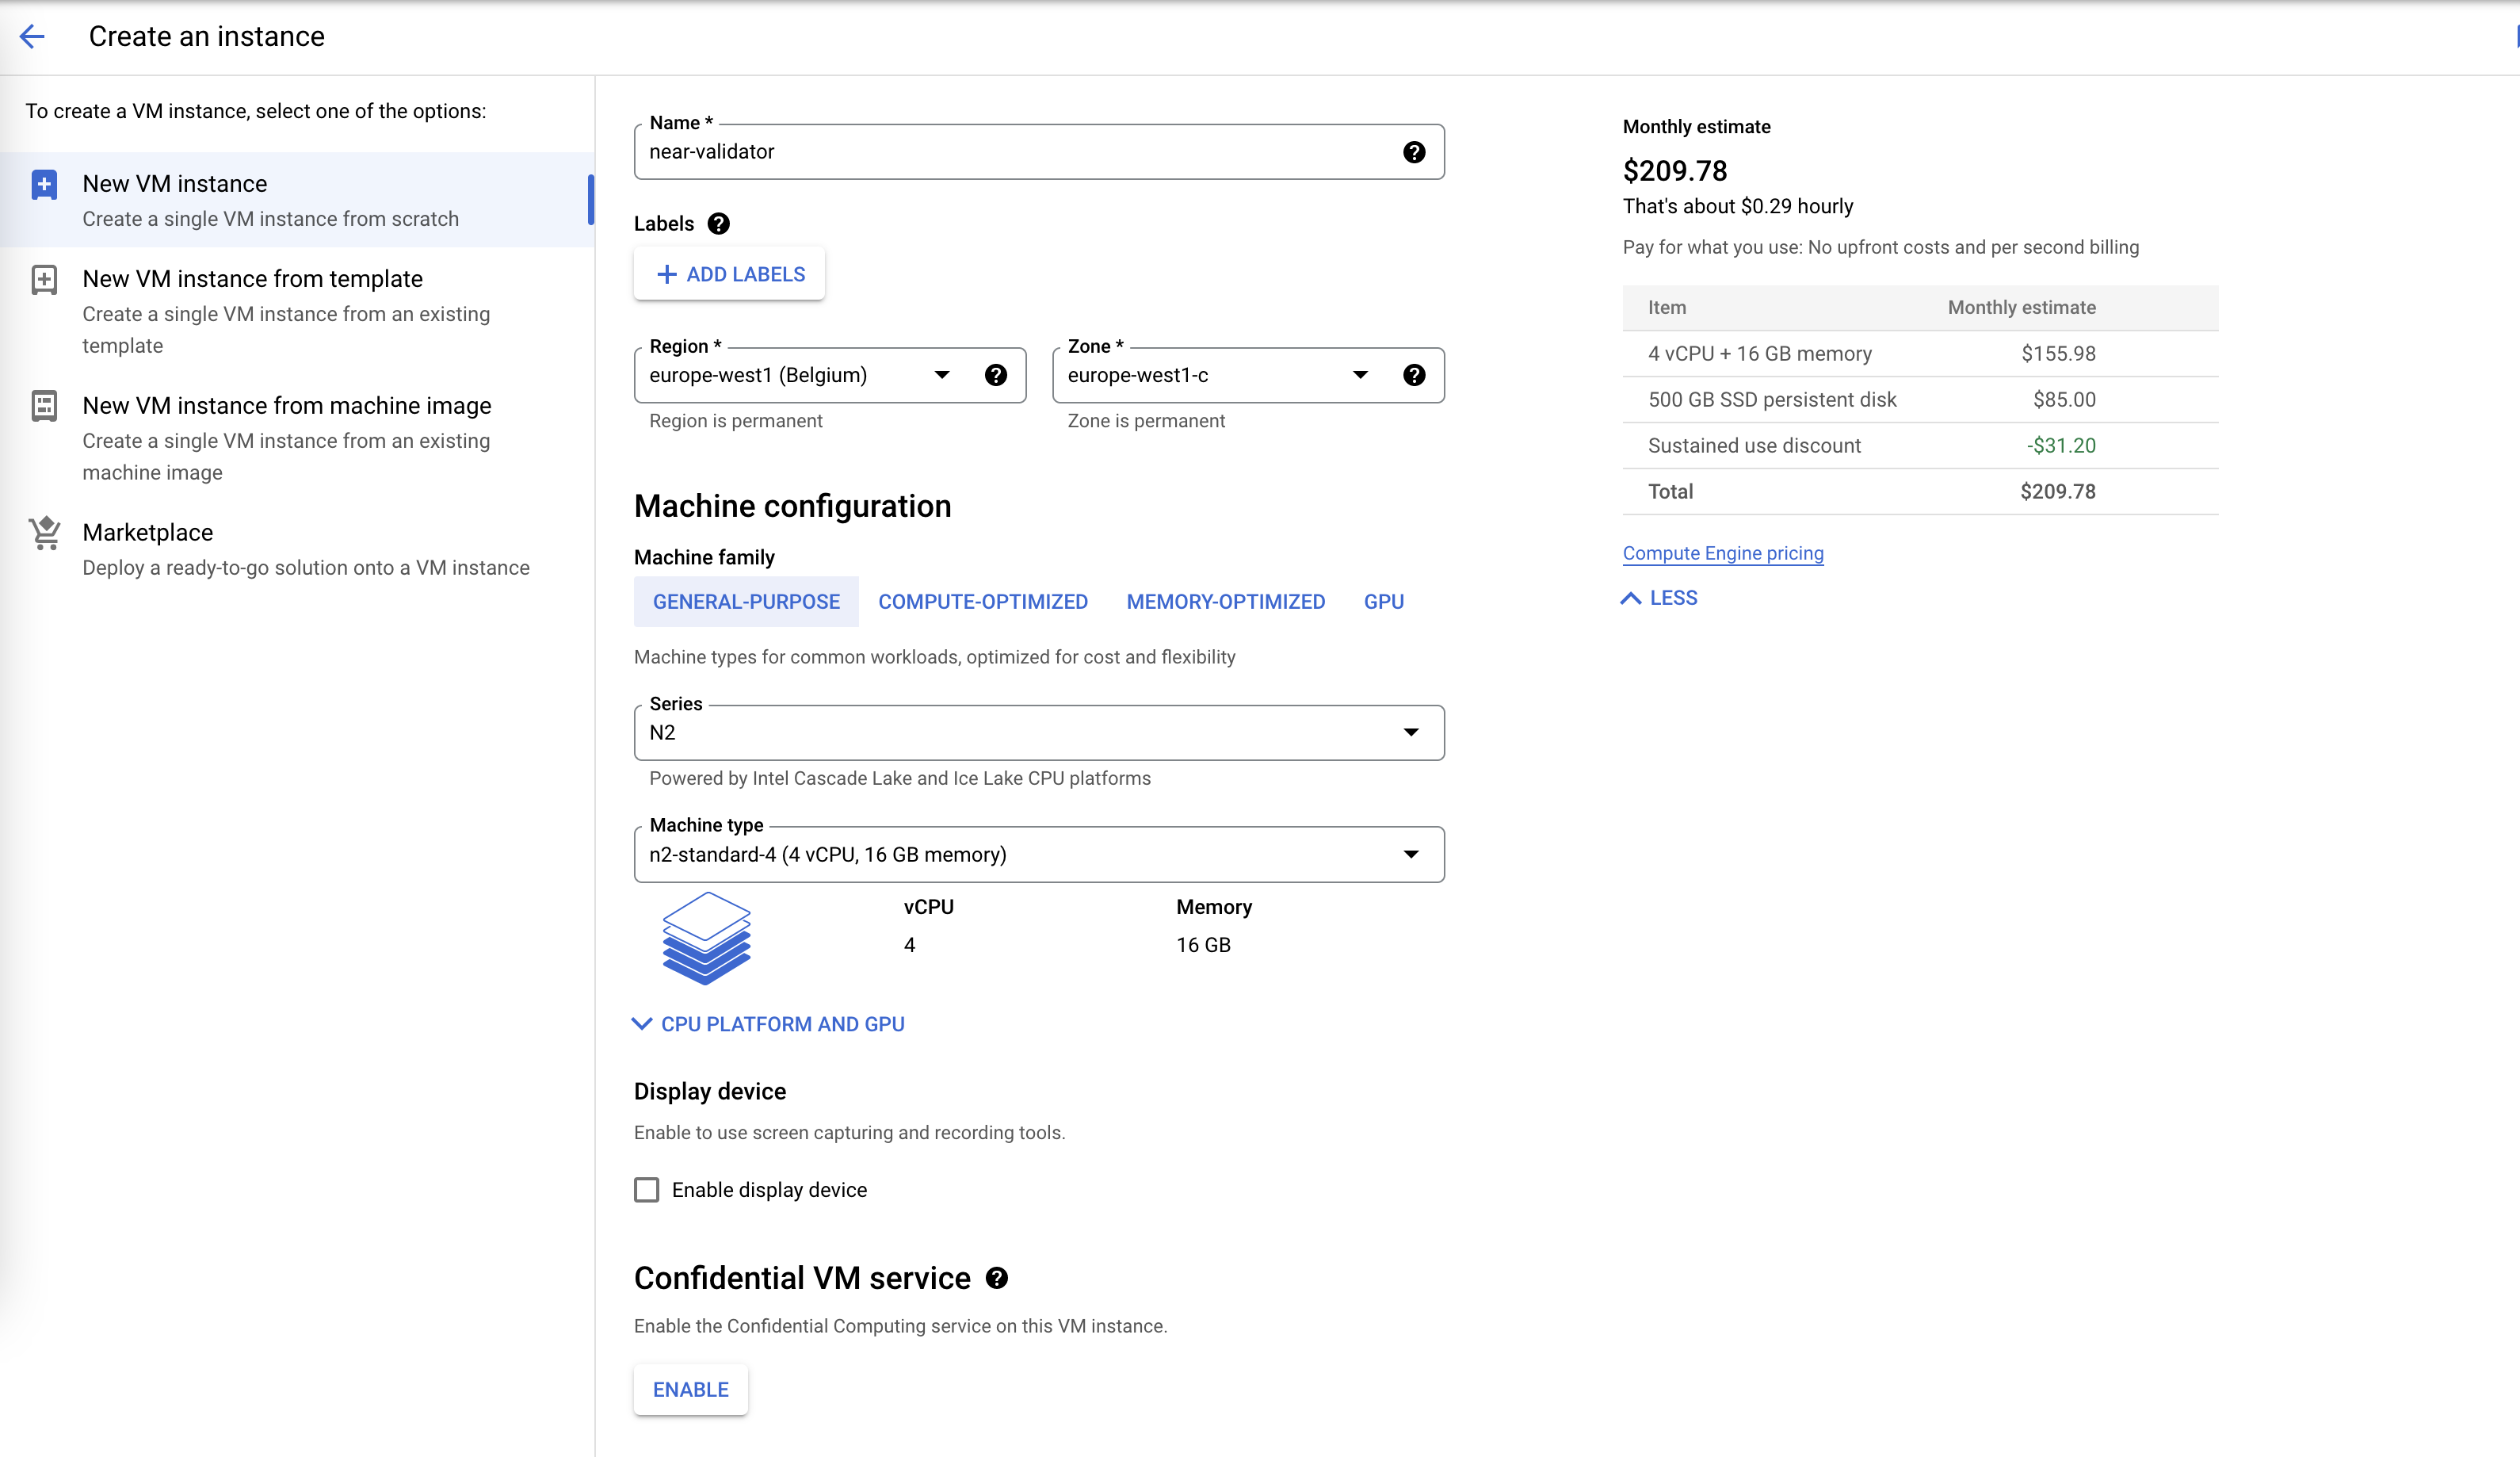 Create an instance
To create a VM instance, select one of the options:
New VM instance
Create a single VM instance from scratch
New VM instance from template
Create a single VM instance from an existing
template
New VM instance from machine image
Create a single VM instance from an existing
machine image
Marketplace
Deploy a ready-to-go solution onto a VM instance
Name *
near-validator
Labels
ADD LABELS
Region *
europe-west1 (Belgium)
Region is permanent
Zone *
europe-west1-c
Zone is permanent
Machine configuration
Machine family
GENERAL-PURPOSE COMPUTE-OPTIMIZED MEMORY-OPTIMIZED GPU
Machine types for common workloads, optimized for cost and flexibility
Series
N2
Powered by Intel Cascade Lake and Ice Lake CPU platforms
Machine type
n2-standard-4 (4 vCPU, 16 GB memory)
vCPU Memory
4 16 GB
CPU PLATFORM AND GPU
Display device
Enable to use screen capturing and recording tools.
Enable display device
Confidential VM service
Enable the Confidential Computing service on this VM instance.
ENABLE
Monthly estimate
$209.78
That's about $0.29 hourly
Pay for what you use: No upfront costs and per second billing
Item Monthly estimate
4 vCPU + 16 GB memory $155.98
500 GB SSD persistent disk $85.00
Sustained use discount -$31.20
Total $209.78
Compute Engine pricing
LESS